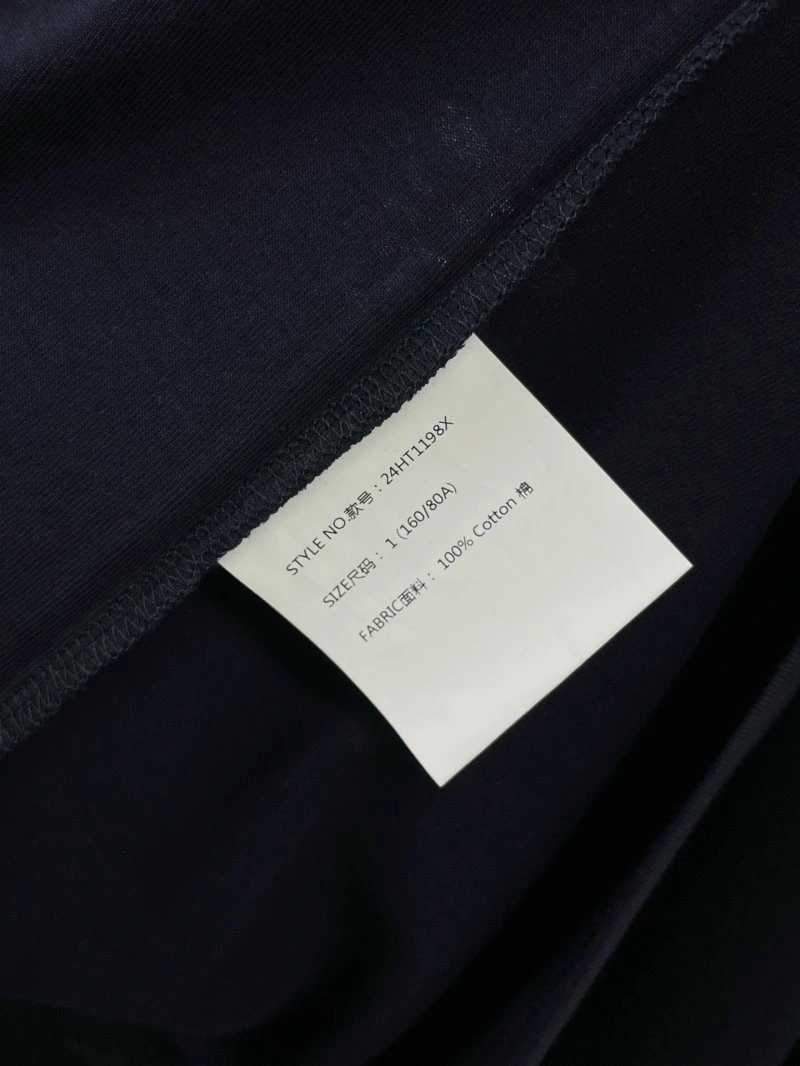 STYLE NO.款号：24HT1198X
SIZE尺码：1 (160/80A)
FABRIC面料：100% Cotton 棉